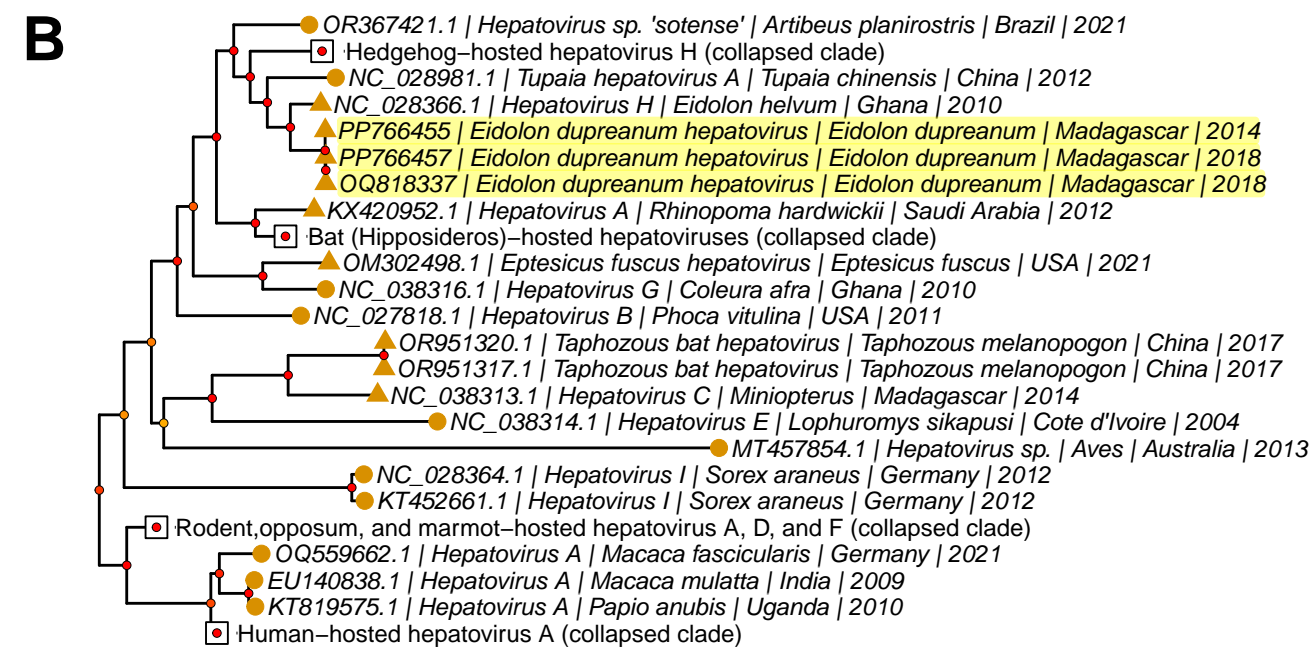 B
OR367421.1 | Hepatovirus sp. 'sotense' | Artibeus planirostris | Brazil | 2021
Hedgehog−hosted hepatovirus H (collapsed clade)
NC_028981.1 | Tupaia hepatovirus A | Tupaia chinensis | China | 2012
NC_028366.1 | Hepatovirus H | Eidolon helvum | Ghana | 2010
PP766455 | Eidolon dupreanum hepatovirus | Eidolon dupreanum | Madagascar | 2014
PP766457 | Eidolon dupreanum hepatovirus | Eidolon dupreanum | Madagascar | 2018
OQ818337 | Eidolon dupreanum hepatovirus | Eidolon dupreanum | Madagascar | 2018
KX420952.1 | Hepatovirus A | Rhinopoma hardwickii | Saudi Arabia | 2012
Bat (Hipposideros)−hosted hepatoviruses (collapsed clade)
OM302498.1 | Eptesicus fuscus hepatovirus | Eptesicus fuscus | USA | 2021
NC_038316.1 | Hepatovirus G | Coleura afra | Ghana | 2010
NC_027818.1 | Hepatovirus B | Phoca vitulina | USA | 2011
OR951320.1 | Taphozous bat hepatovirus | Taphozous melanopogon | China | 2017
OR951317.1 | Taphozous bat hepatovirus | Taphozous melanopogon | China | 2017
NC_038313.1 | Hepatovirus C | Miniopterus | Madagascar | 2014
NC_038314.1 | Hepatovirus E | Lophuromys sikapusi | Cote d'Ivoire | 2004
MT457854.1 | Hepatovirus sp. | Aves | Australia | 2013
NC_028364.1 | Hepatovirus I | Sorex araneus | Germany | 2012
KT452661.1 | Hepatovirus I | Sorex araneus | Germany | 2012
Rodent,opposum, and marmot−hosted hepatovirus A, D, and F (collapsed clade)
OQ559662.1 | Hepatovirus A | Macaca fascicularis | Germany | 2021
EU140838.1 | Hepatovirus A | Macaca mulatta | India | 2009
KT819575.1 | Hepatovirus A | Papio anubis | Uganda | 2010
Human−hosted hepatovirus A (collapsed clade)